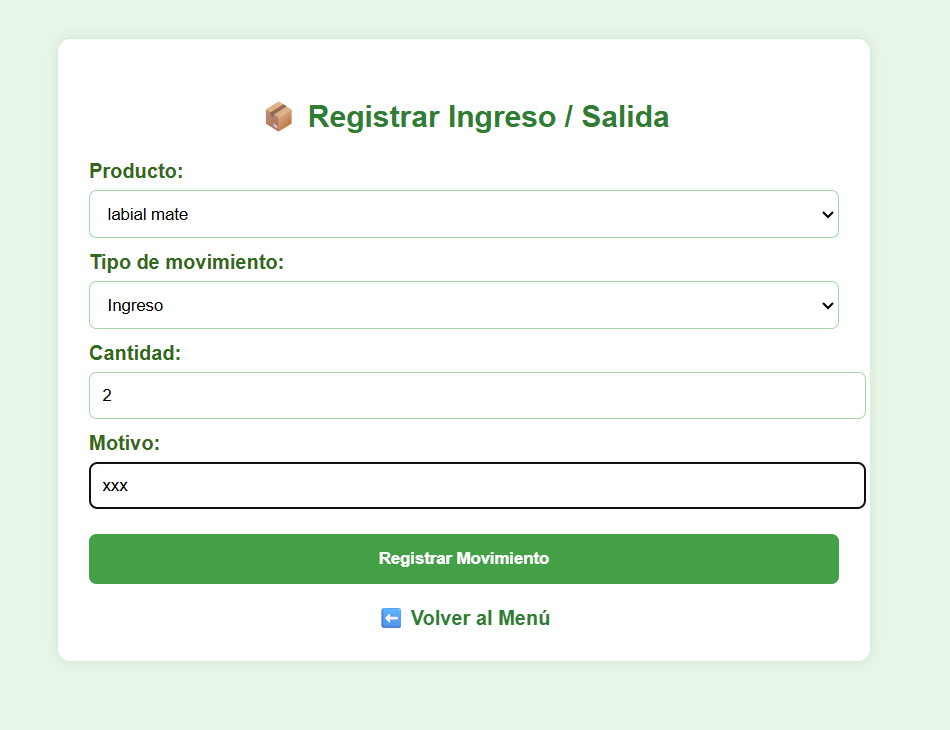 Registrar Ingreso / Salida
Producto:
labial mate
Tipo de movimiento:
Ingreso
Cantidad:
2
Motivo:
xxx
Registrar Movimiento
Volver al Menú